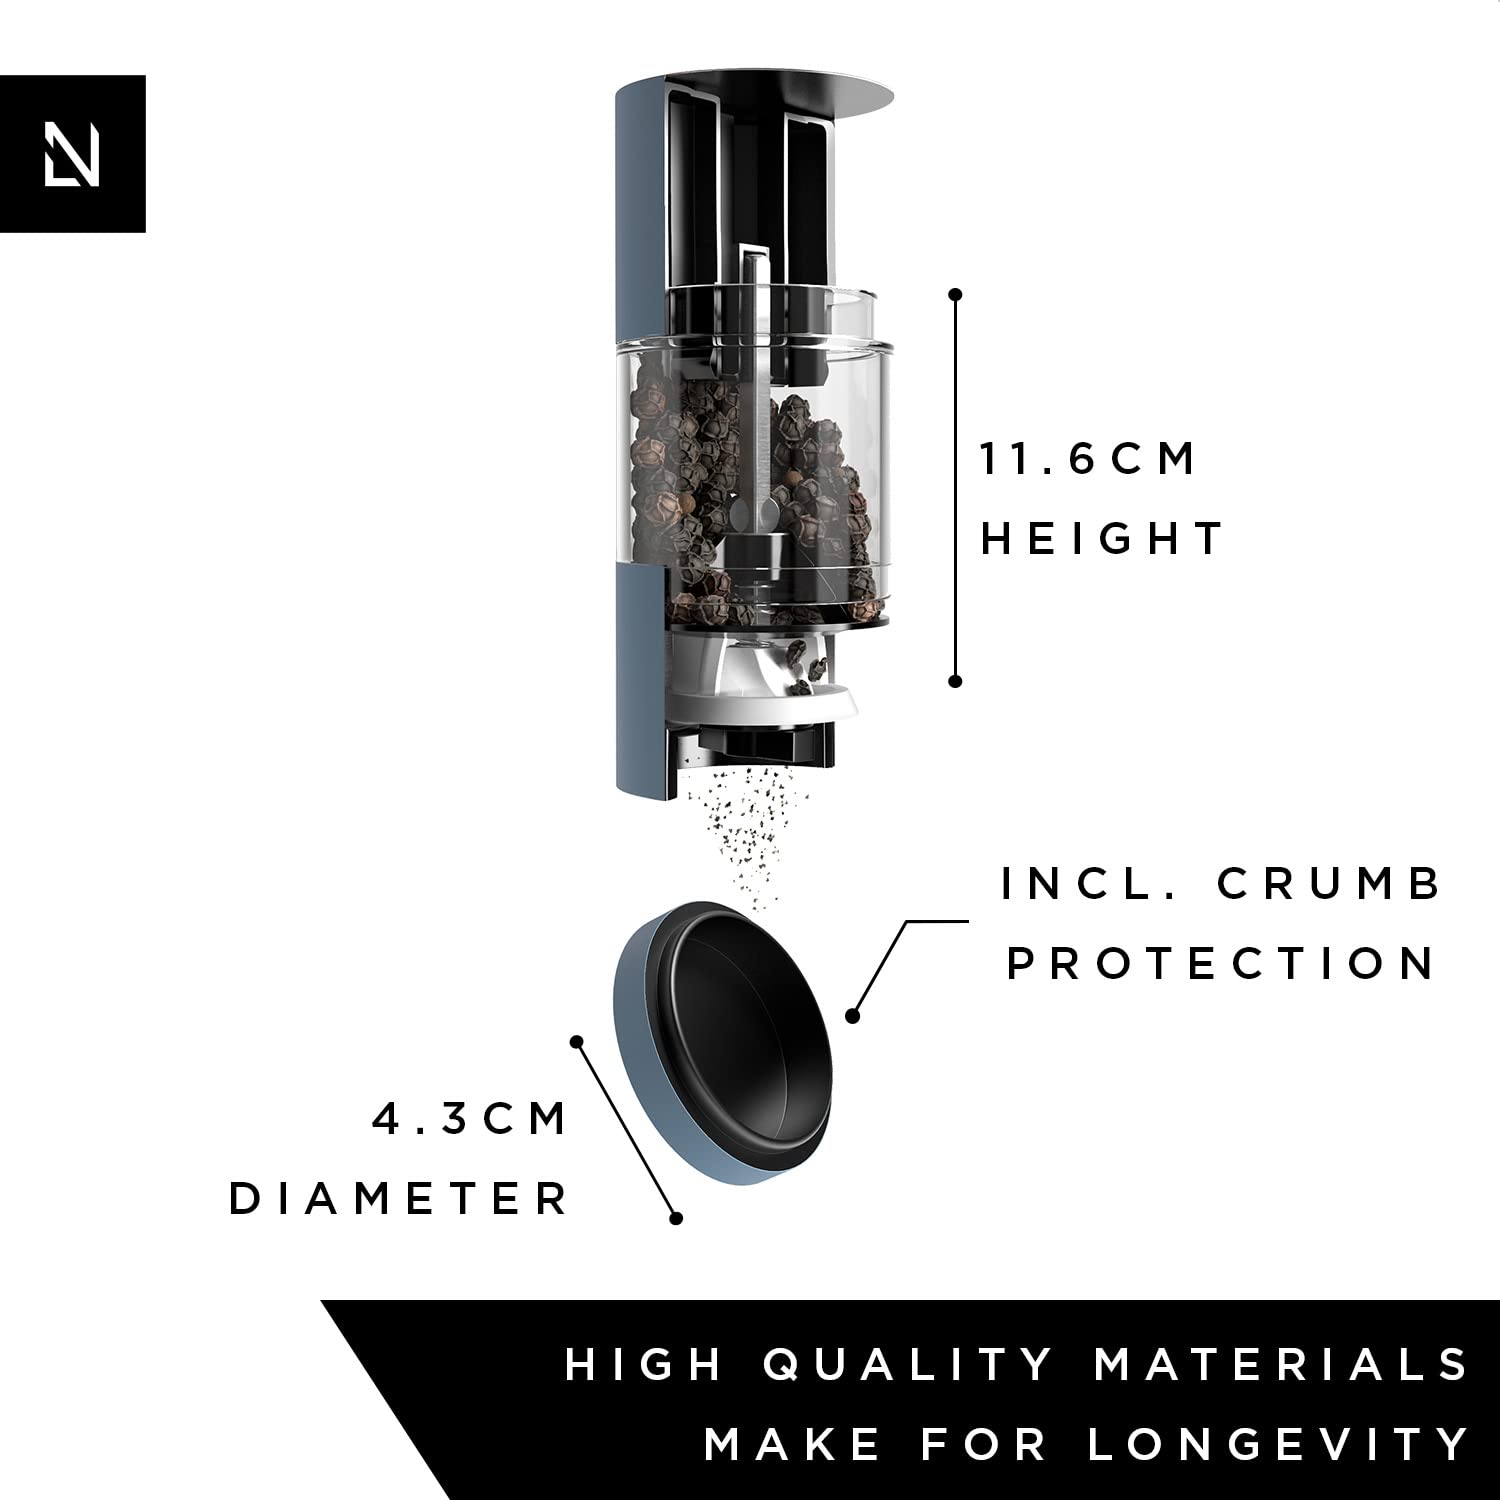 11.6CM
HEIGHT
INCL. CRUMB
PROTECTION
4.3CM
DIAMETER
HIGH QUALITY MATERIALS
MAKE FOR LONGEVITY